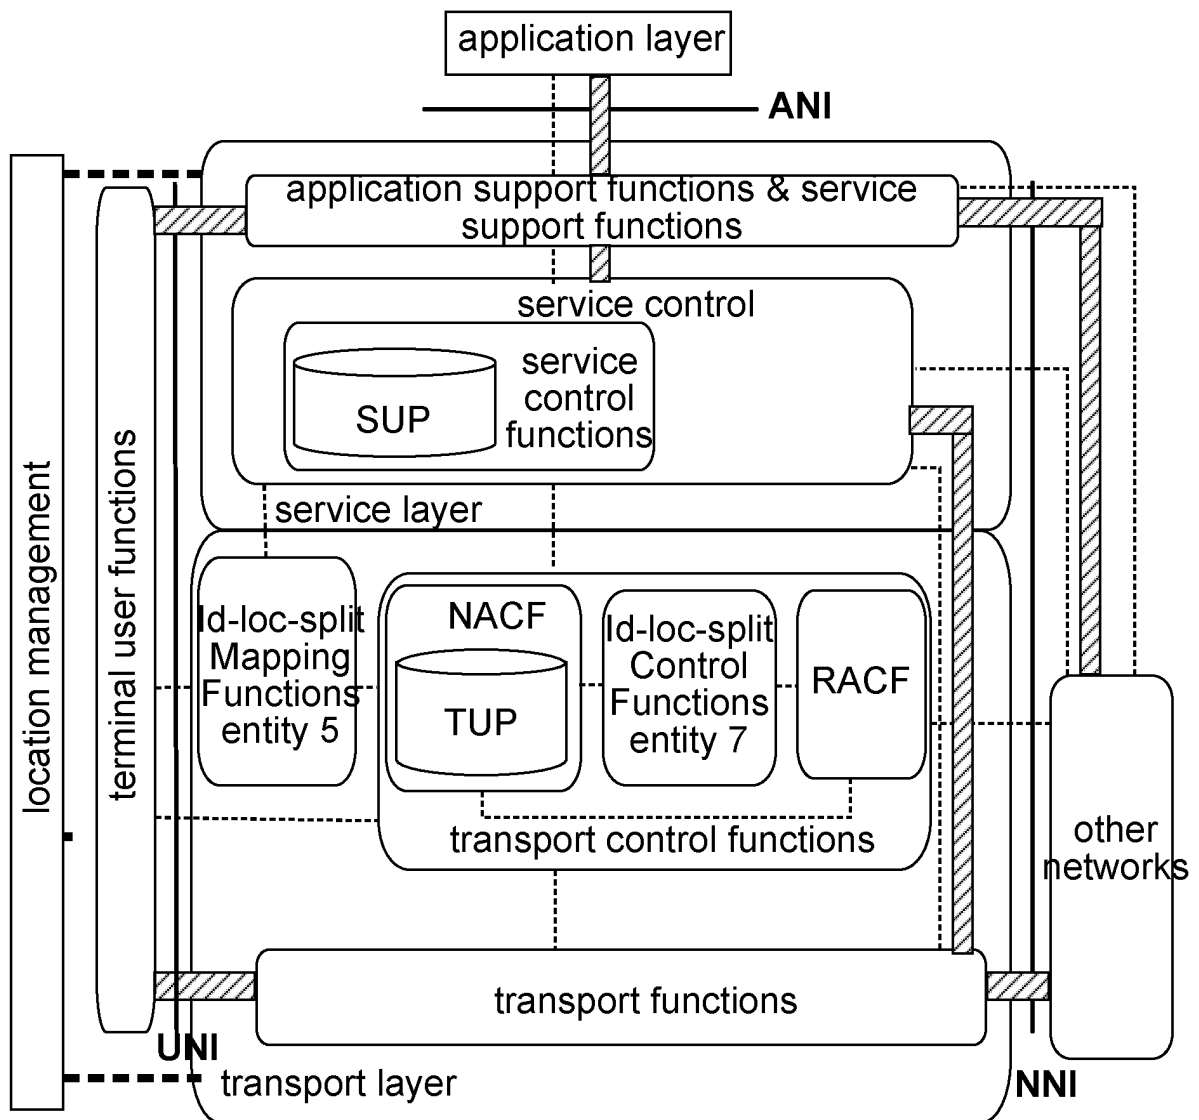 application layer
ANI
application support functions & service
support functions
service control
service
control
functions
SUP
service layer
location management
terminal user functions
Id-loc-split
Mapping
Functions
entity 5
NACF
TUP
Id-loc-split
Control
Functions
entity 7
RACF
transport control functions
other
networks
transport functions
UNI
transport layer
NNI